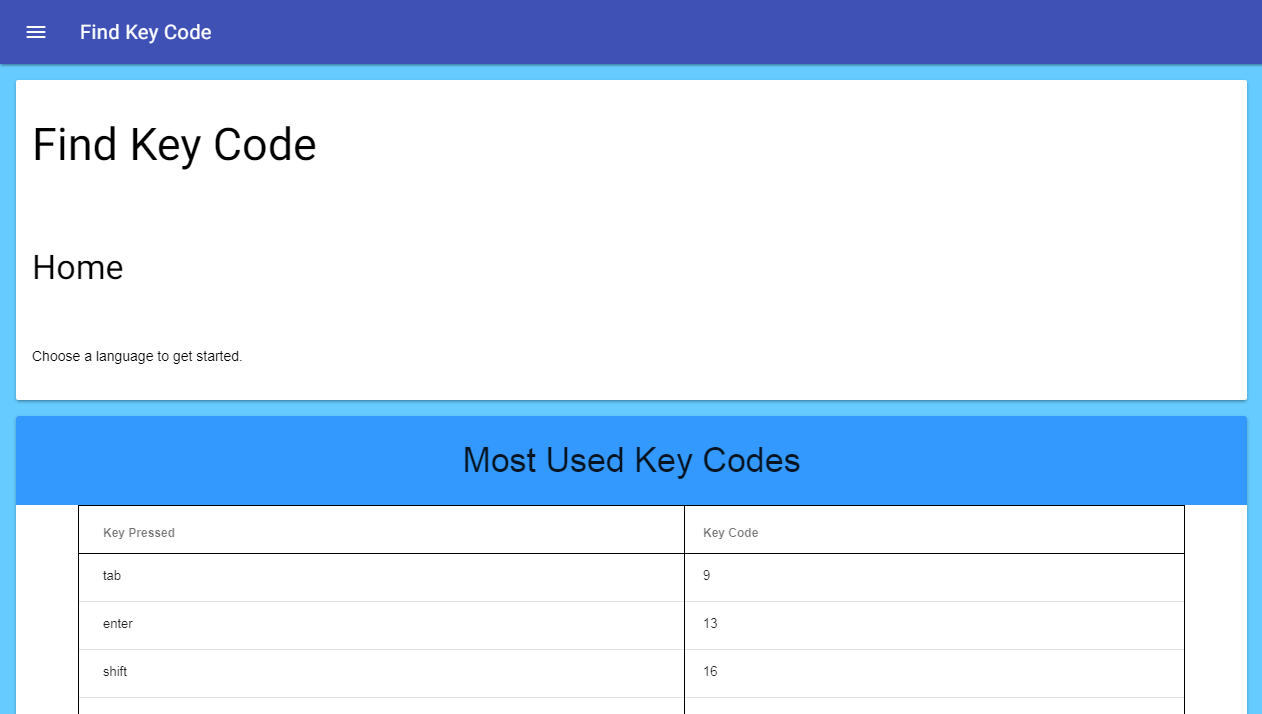 Find Key Code
Find Key Code
Home
Choose a language to get started.
Most Used Key Codes
Key Pressed Key Code
tab 9
enter 13
shift 16